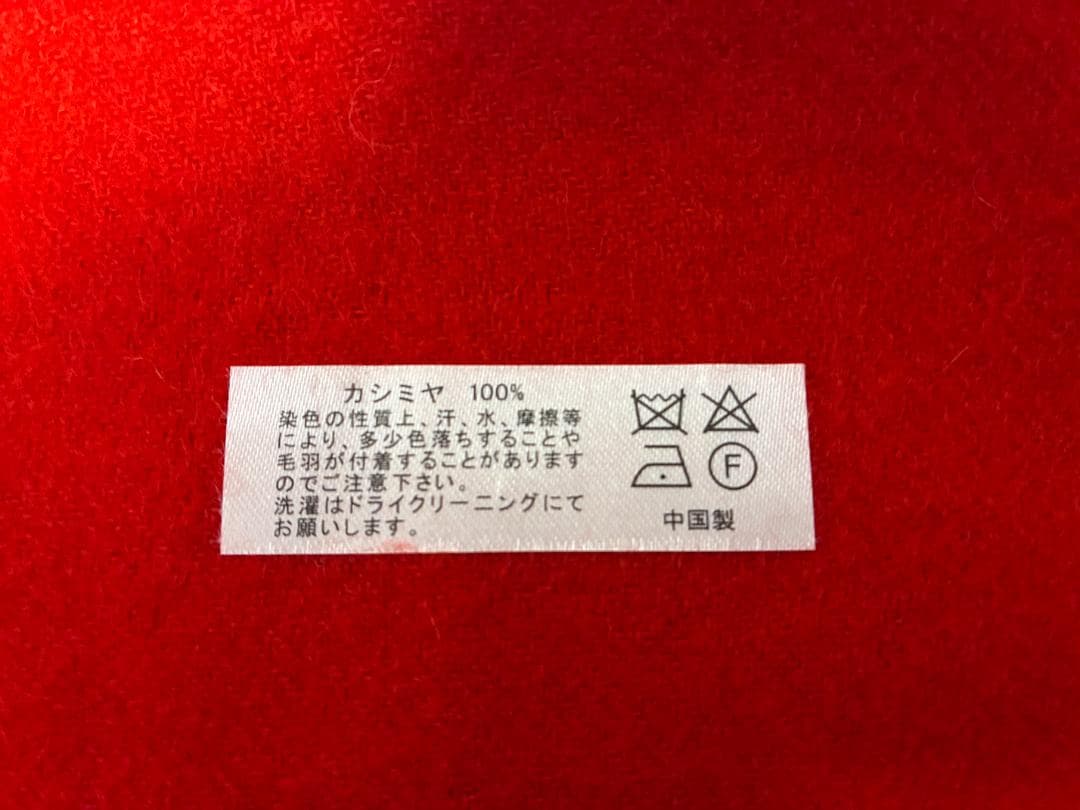 カシミヤ 100%
染色の性質上、汗、水、摩擦等
により、多少色落ちすることや
毛羽が付着することがあります
のでご注意下さい。
洗濯はドライクリーニングにて
お願いします。
F
中国製